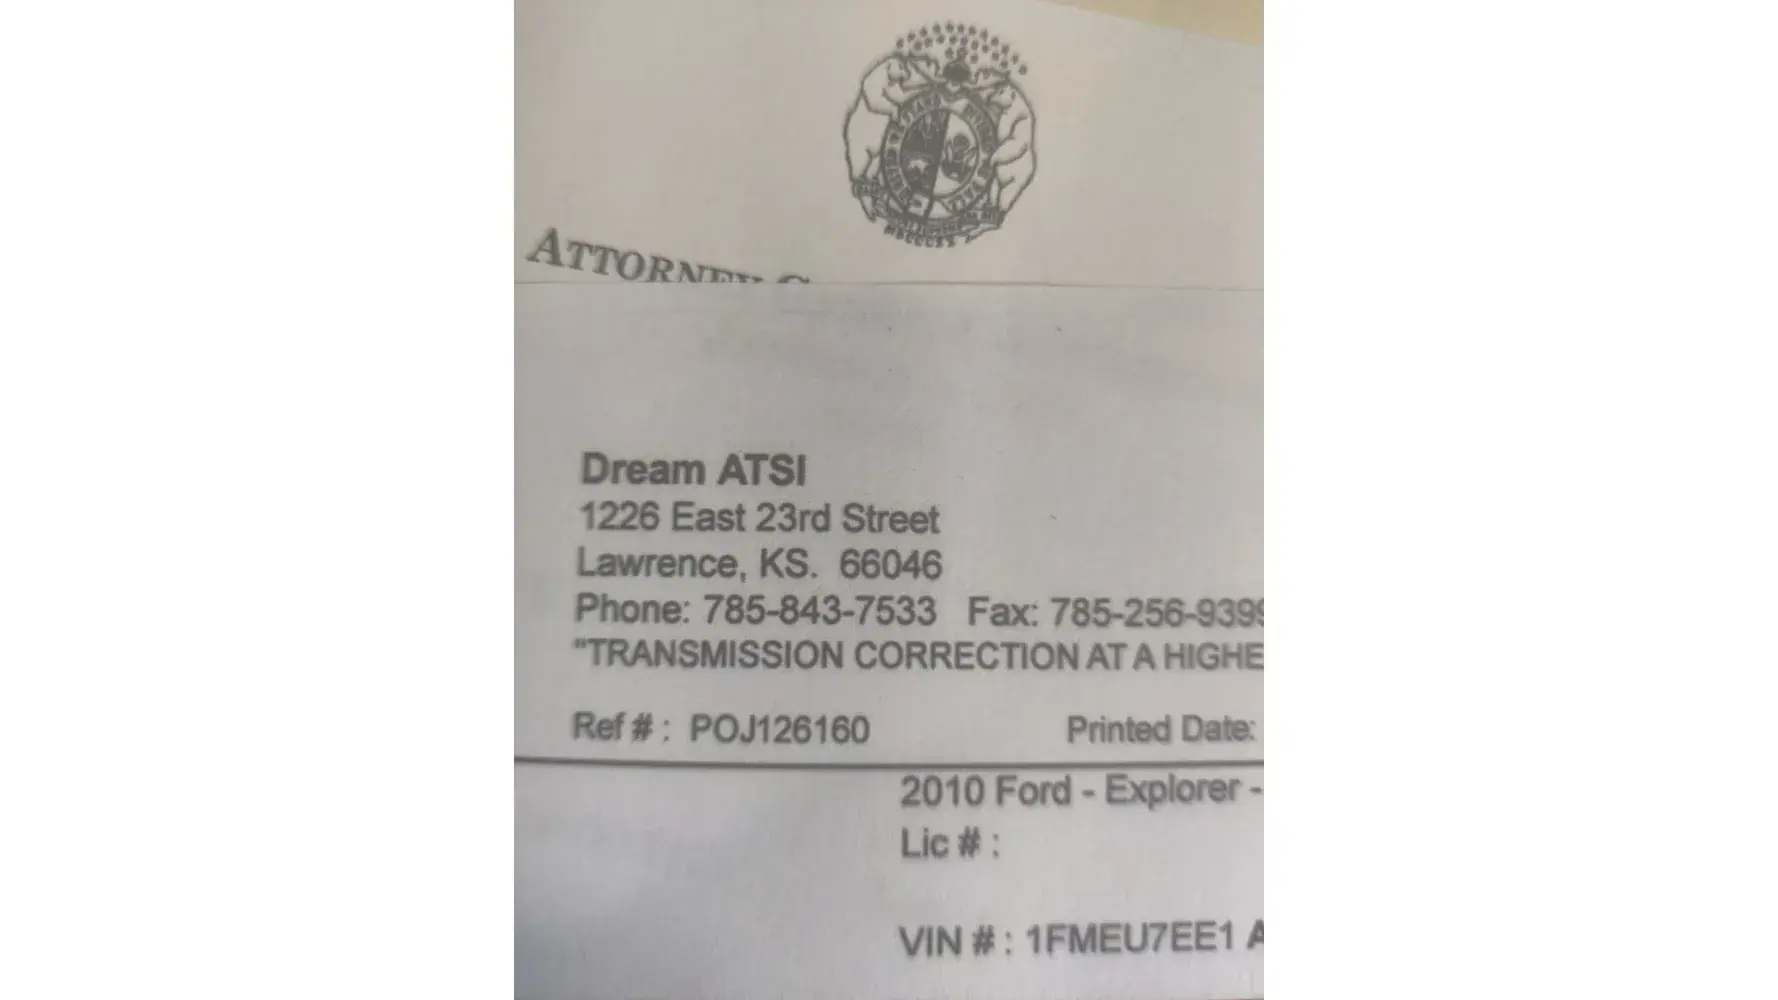 ATTORNEY G
Dream ATSI
1226 East 23rd Street
Lawrence, KS. 66046
Phone: 785-843-7533 Fax: 785-256-9399
"TRANSMISSION CORRECTION AT A HIGHE
Ref # : POJ126160 Printed Date:
2010 Ford - Explorer -
Lic # :
VIN # : 1FMEU7EE1 A